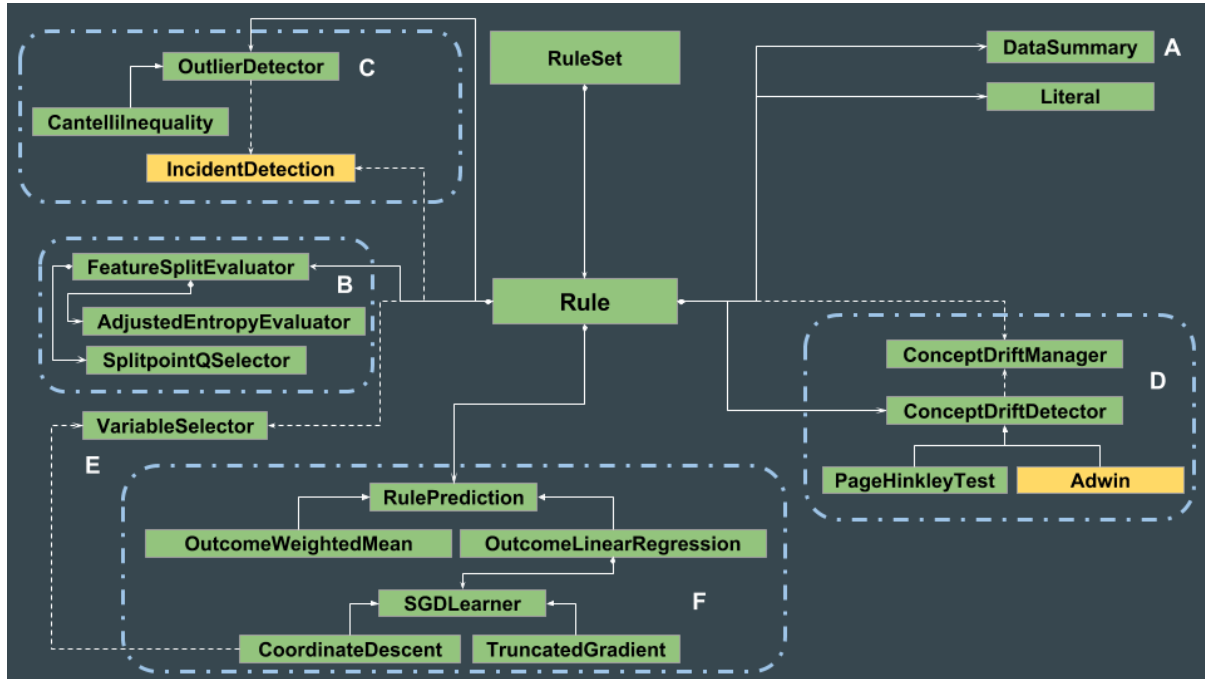 OutlierDetector
C
CantelliInequality
IncidentDetection
RuleSet
DataSummary
A
Literal
FeatureSplitEvaluator
B
AdjustedEntropyEvaluator
SplitpointQSelector
Rule
ConceptDriftManager
D
ConceptDriftDetector
PageHinkleyTest
Adwin
VariableSelector
E
RulePrediction
OutcomeWeightedMean
OutcomeLinearRegression
SGDLearner
F
CoordinateDescent
TruncatedGradient